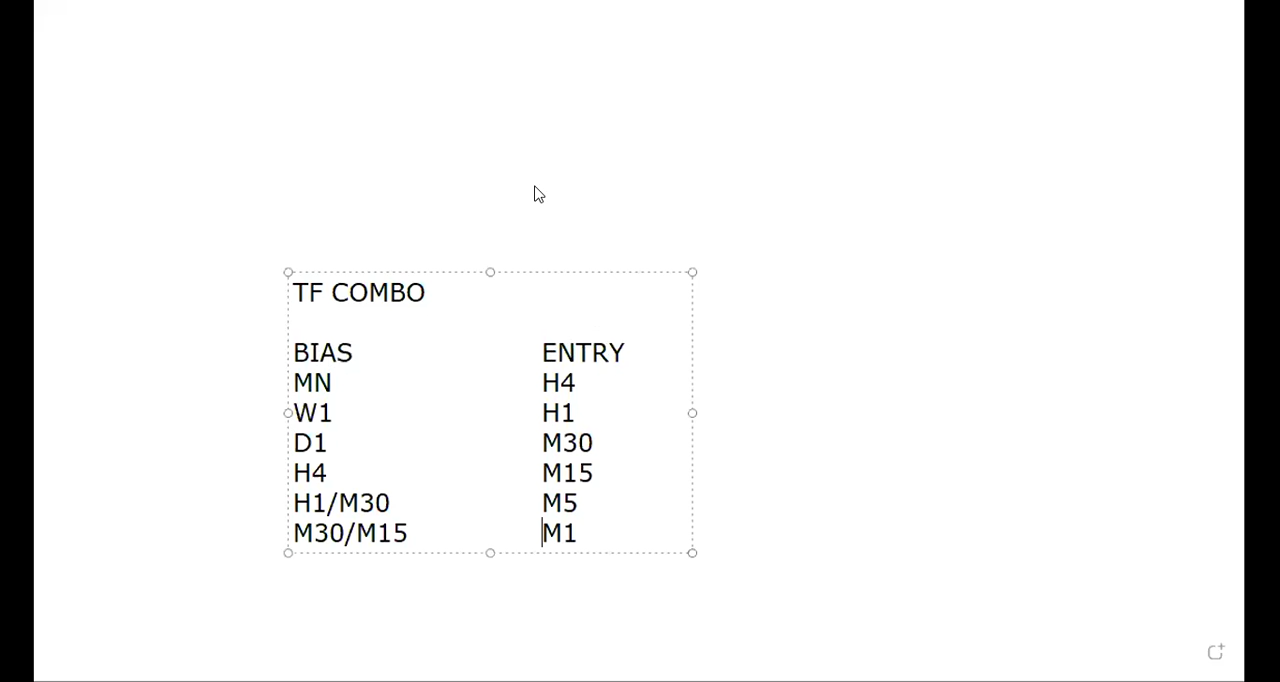 TF COMBO
BIAS ENTRY
MN H4
W1 H1
D1 M30
H4 M15
H1/M30 M5
M30/M15 M1